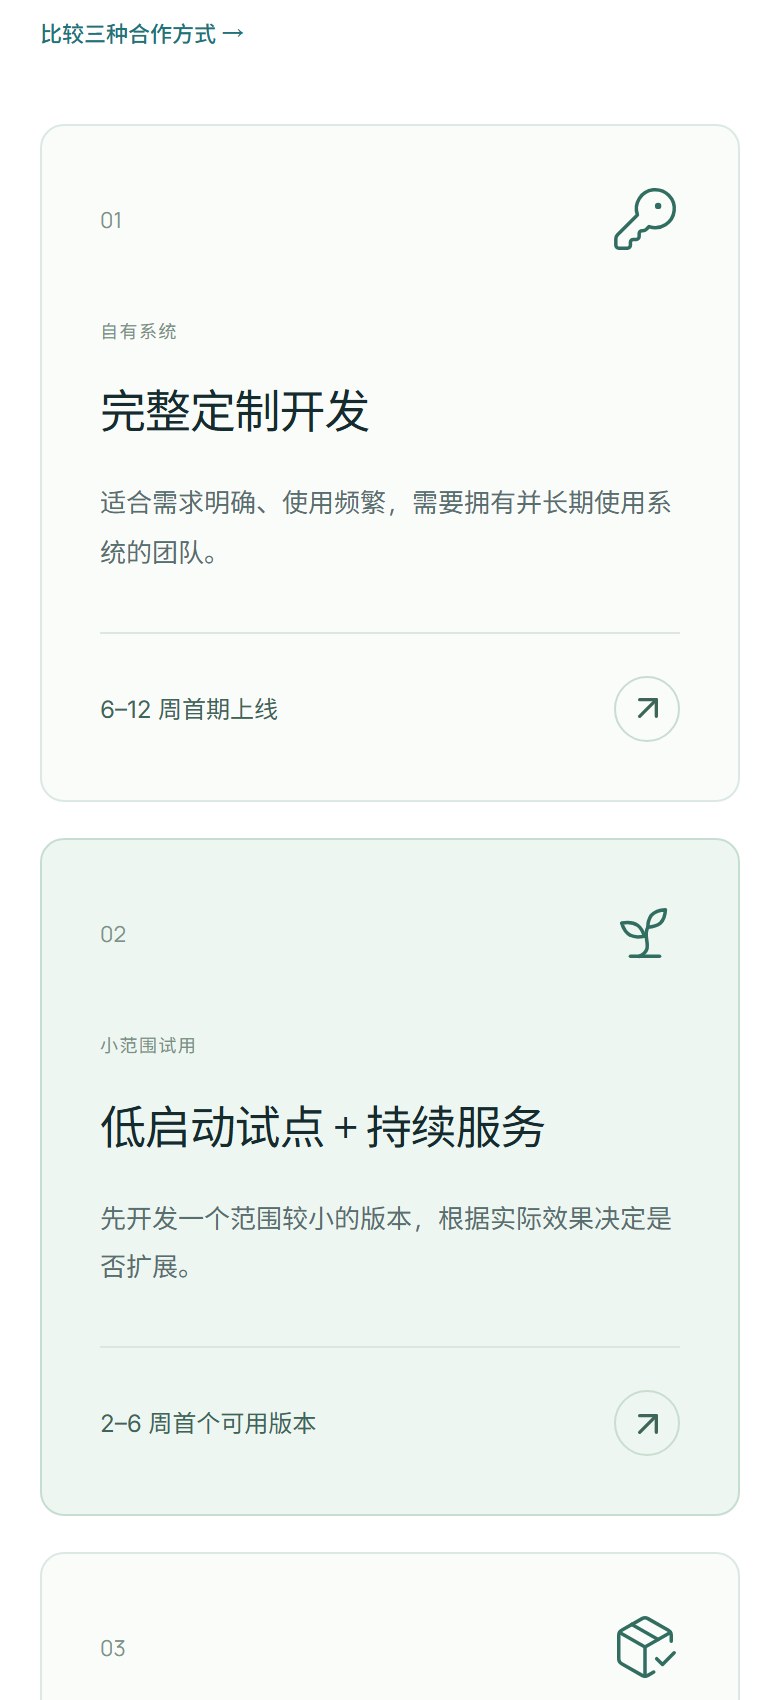 比较三种合作方式 →
01
自有系统
完整定制开发
适合需求明确、使用频繁，需要拥有并长期使用系
统的团队。
6–12 周首期上线
02
小范围试用
低启动试点 + 持续服务
先开发一个范围较小的版本，根据实际效果决定是
否扩展。
2–6 周首个可用版本
03